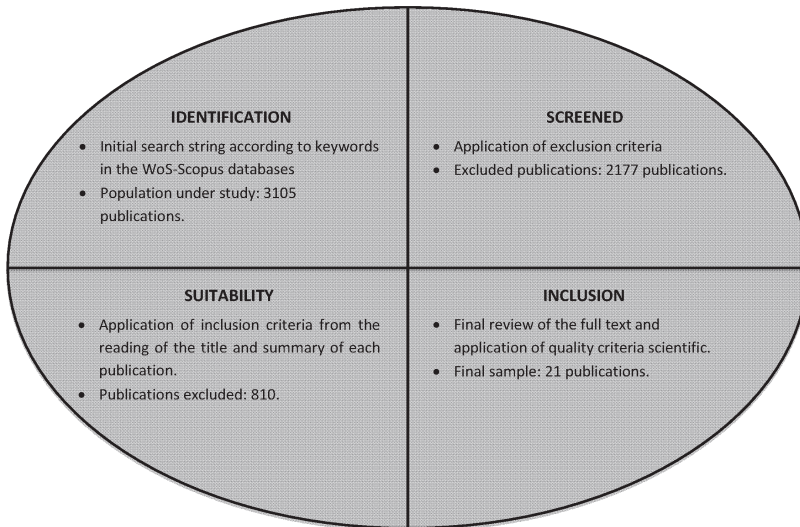 IDENTIFICATION
• Initial search string according to keywords
in the WoS-Scopus databases
• Population under study: 3105
publications.
SCREENED
• Application of exclusion criteria
• Excluded publications: 2177 publications.
SUITABILITY
• Application of inclusion criteria from the
reading of the title and summary of each
publication.
• Publications excluded: 810.
INCLUSION
• Final review of the full text and
application of quality criteria scientific.
• Final sample: 21 publications.